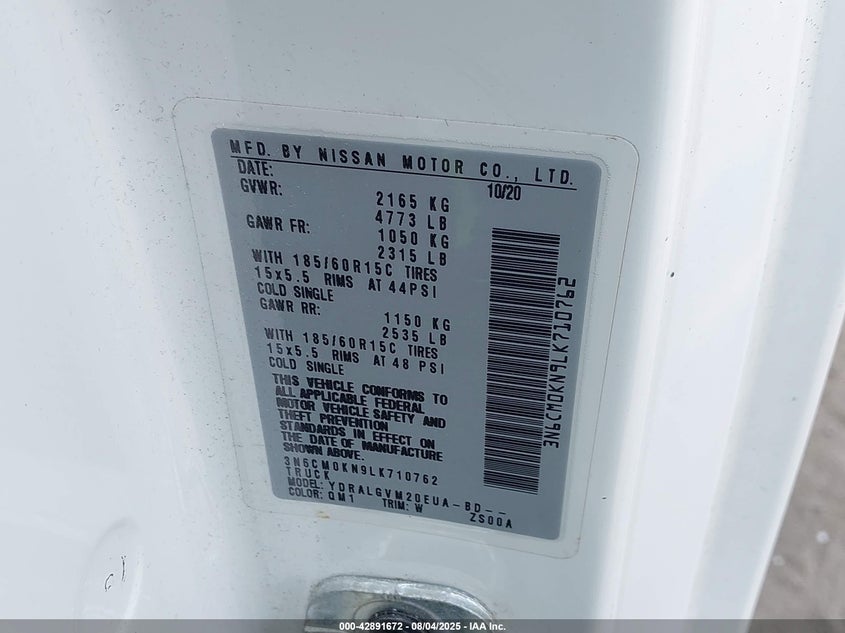 MFD. BY NISSAN MOTOR CO., LTD.
DATE: 10/20
GVWR: 2165 KG
4773 LB
GAWR FR: 1050 KG
2315 LB
WITH 185/60R15C TIRES
15x5.5 RIMS AT 44PSI
COLD SINGLE
GAWR RR: 1150 KG
2535 LB
WITH 185/60R15C TIRES
15x5.5 RIMS AT 48 PSI
COLD SINGLE
THIS VEHICLE CONFORMS TO
ALL APPLICABLE FEDERAL
MOTOR VEHICLE SAFETY AND
THEFT PREVENTION
STANDARDS IN EFFECT ON
THE DATE OF MANUFACTURE
SHOWN ABOVE.
3N6CM0KN9LK710762
TRUCK
MODEL: YDRALGVM20EUA-BD--
COLOR: QM1 TRIM: W ZS00A
3N6CM0KN9LK710762
000-42891672 - 08/04/2025 - IAA Inc.